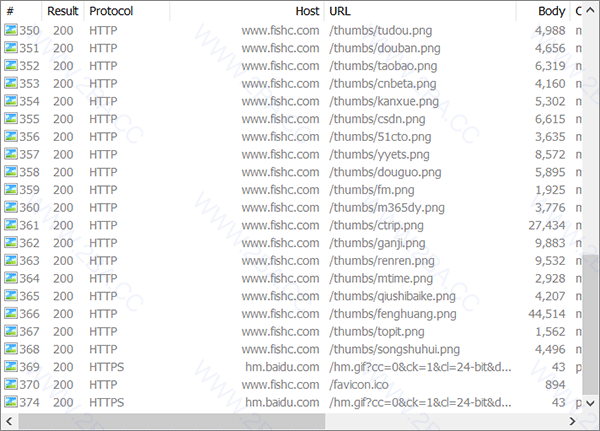 # Result Protocol Host URL Body C
350 200 HTTP www.fishc.com /thumbs/tudou.png 4,988 m
351 200 HTTP www.fishc.com /thumbs/douban.png 4,656 m
352 200 HTTP www.fishc.com /thumbs/taobao.png 6,319 m
353 200 HTTP www.fishc.com /thumbs/cnbeta.png 4,160 m
354 200 HTTP www.fishc.com /thumbs/kanxue.png 5,302 m
355 200 HTTP www.fishc.com /thumbs/csdn.png 6,615 m
356 200 HTTP www.fishc.com /thumbs/51cto.png 3,635 m
357 200 HTTP www.fishc.com /thumbs/yyets.png 8,572 m
358 200 HTTP www.fishc.com /thumbs/douguo.png 5,895 m
359 200 HTTP www.fishc.com /thumbs/fm.png 1,925 m
360 200 HTTP www.fishc.com /thumbs/m365dy.png 3,776 m
361 200 HTTP www.fishc.com /thumbs/ctrip.png 27,434 m
362 200 HTTP www.fishc.com /thumbs/ganji.png 9,883 m
363 200 HTTP www.fishc.com /thumbs/renren.png 9,532 m
364 200 HTTP www.fishc.com /thumbs/mtime.png 2,928 m
365 200 HTTP www.fishc.com /thumbs/qiushibaike.png 4,207 m
366 200 HTTP www.fishc.com /thumbs/fenghuang.png 44,514 m
367 200 HTTP www.fishc.com /thumbs/topit.png 1,562 m
368 200 HTTP www.fishc.com /thumbs/songshuhui.png 4,496 m
369 200 HTTPS hm.baidu.com /hm.gif?cc=0&ck=1&cl=24-bit&d... 43 p
370 200 HTTP www.fishc.com /favicon.ico 894
374 200 HTTPS hm.baidu.com /hm.gif?cc=0&ck=1&cl=24-bit&d... 43 p